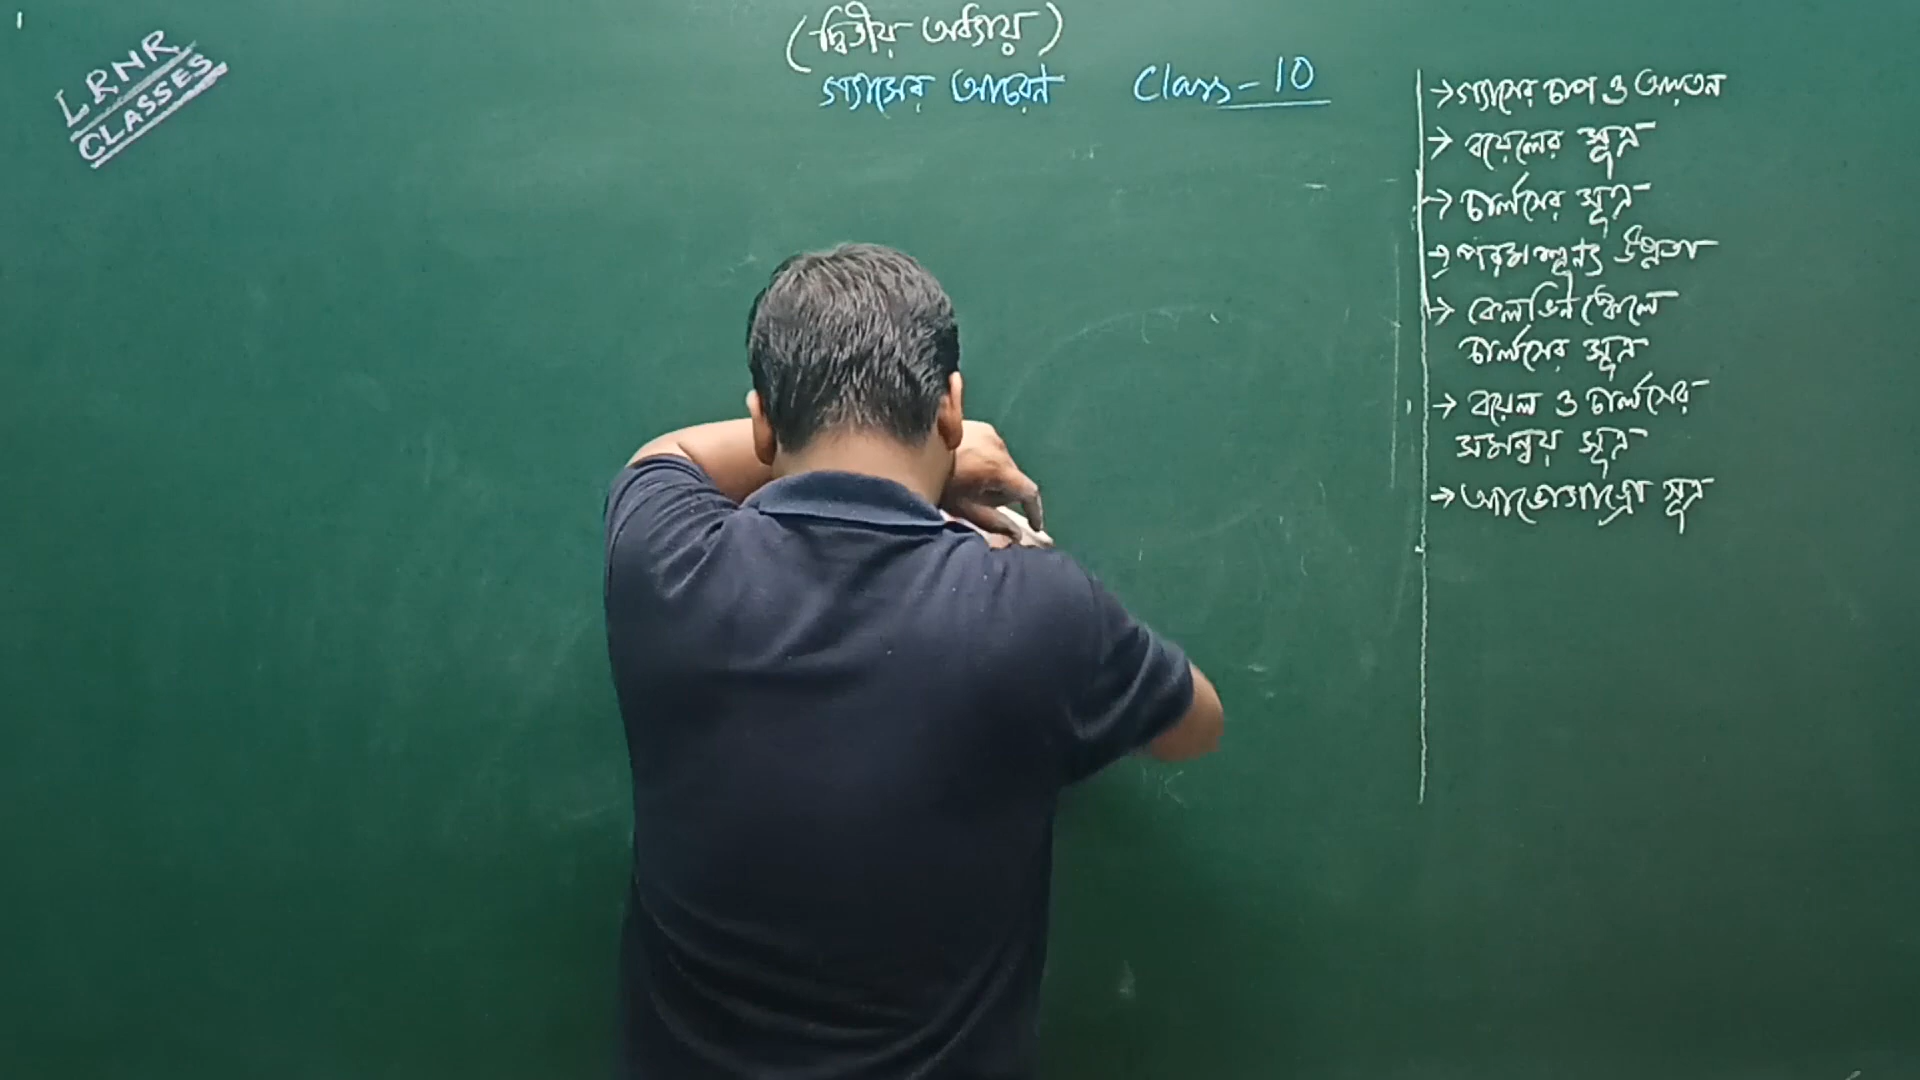 LRNR
CLASSES
(দ্বিতীয় অধ্যায়)
গ্যাসের আচরণ Class - 10
→ গ্যাসের চাপ ও আয়তন
→ বয়েলের সূত্র
→ চার্লসের সূত্র
→ পরমশূন্য উষ্ণতা
→ কেলভিন স্কেলে
চার্লসের সূত্র
→ বয়েল ও চার্লসের
সমন্বয় সূত্র
→ অ্যাভোগাড্রো সূত্র